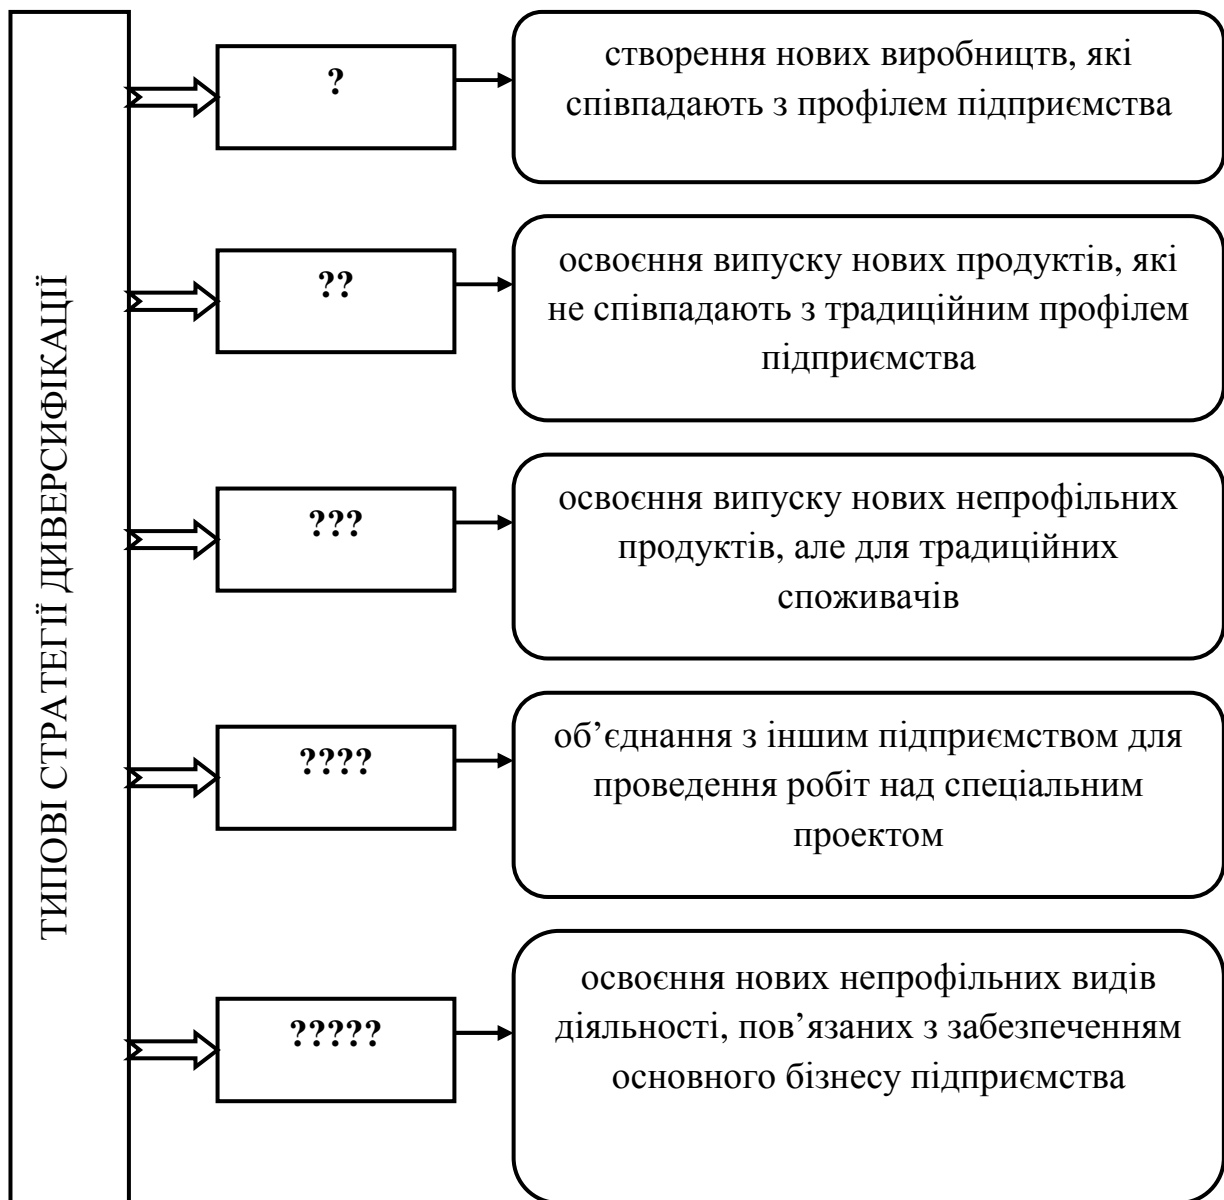 ТИПОВІ СТРАТЕГІЇ ДИВЕРСИФІКАЦІЇ
?
створення нових виробництв, які
співпадають з профілем підприємства
??
освоєння випуску нових продуктів, які
не співпадають з традиційним профілем
підприємства
???
освоєння випуску нових непрофільних
продуктів, але для традиційних
споживачів
????
об’єднання з іншим підприємством для
проведення робіт над спеціальним
проектом
?????
освоєння нових непрофільних видів
діяльності, пов’язаних з забезпеченням
основного бізнесу підприємства